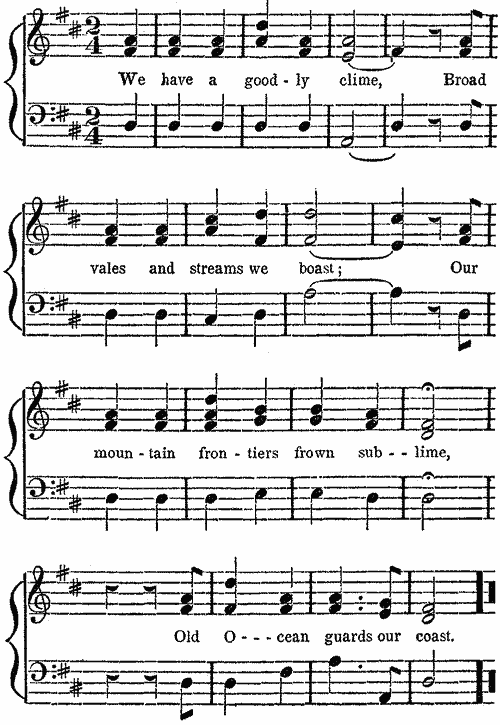 We have a good - ly clime, Broad
vales and streams we boast; Our
moun - tain fron - tiers frown sub - - lime,
Old O - - - cean guards our coast.